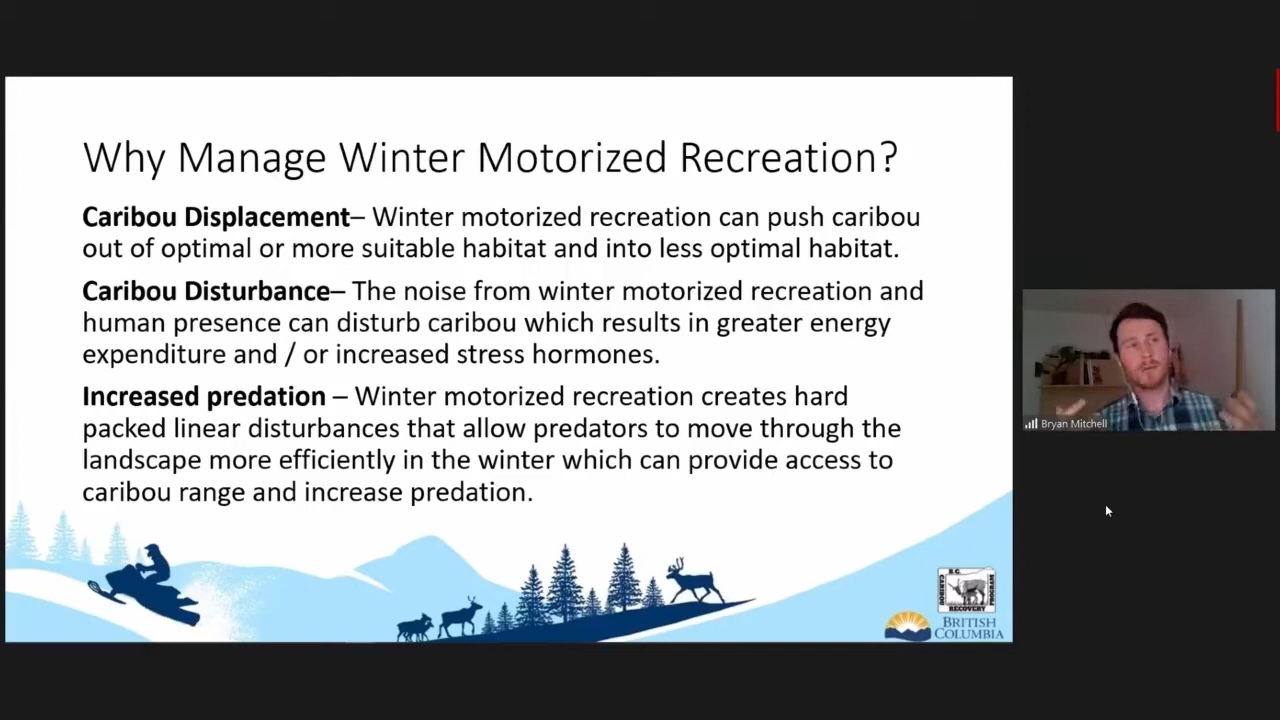 Why Manage Winter Motorized Recreation?
Caribou Displacement– Winter motorized recreation can push caribou
out of optimal or more suitable habitat and into less optimal habitat.
Caribou Disturbance– The noise from winter motorized recreation and
human presence can disturb caribou which results in greater energy
expenditure and / or increased stress hormones.
Increased predation – Winter motorized recreation creates hard
packed linear disturbances that allow predators to move through the
landscape more efficiently in the winter which can provide access to
caribou range and increase predation.
B.C.
CARIBOU
PROGRAM
RECOVERY
BRITISH
COLUMBIA
Bryan Mitchell